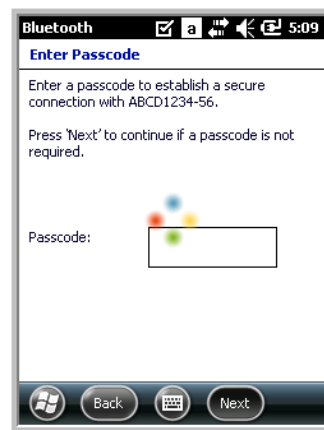 Bluetooth a 5:09
Enter Passcode
Enter a passcode to establish a secure
connection with ABCD1234-56.
Press 'Next' to continue if a passcode is not
required.
Passcode:
Back Next